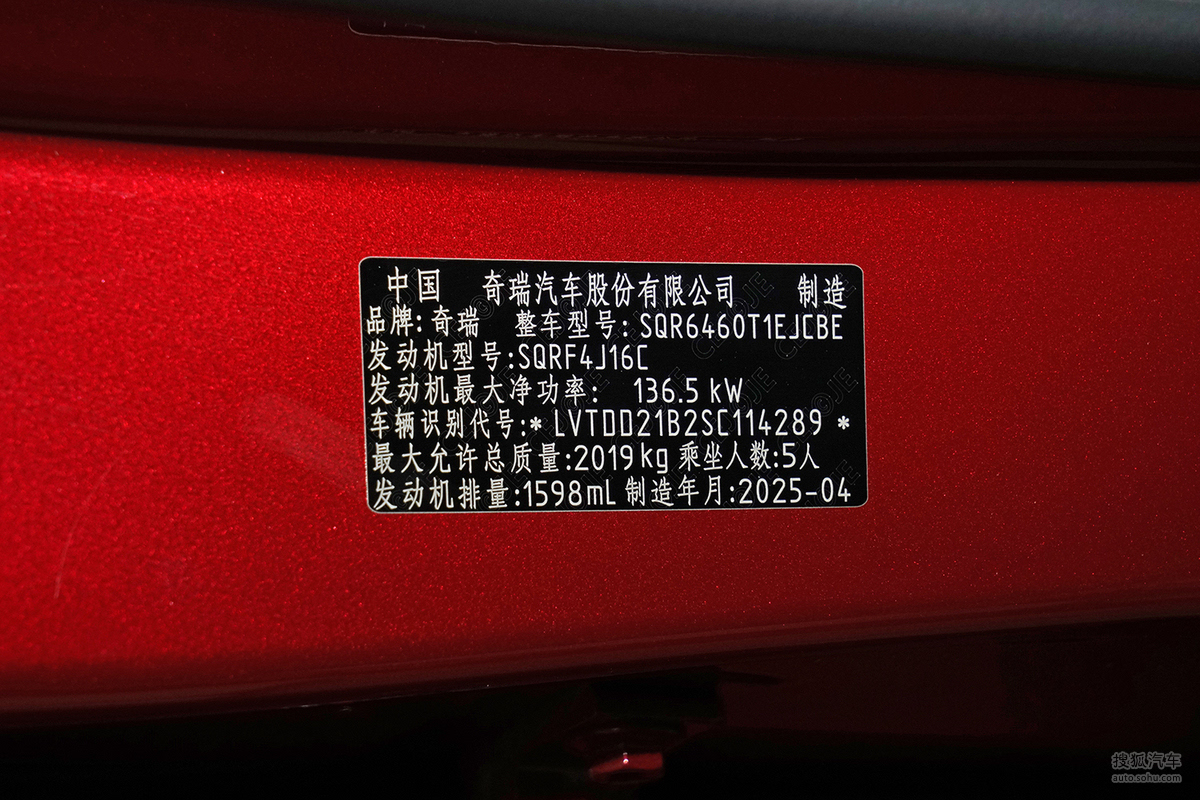 中国 奇瑞汽车股份有限公司 制造
品牌:奇瑞 整车型号:SQR6460T1EJCBE
发动机型号:SQRF4J16C
发动机最大净功率: 136.5 kW
车辆识别代号:* LVTDD21B2SC114289 *
最大允许总质量:2019kg 乘坐人数:5人
发动机排量:1598mL 制造年月:2025-04
搜狐汽车
auto.sohu.com